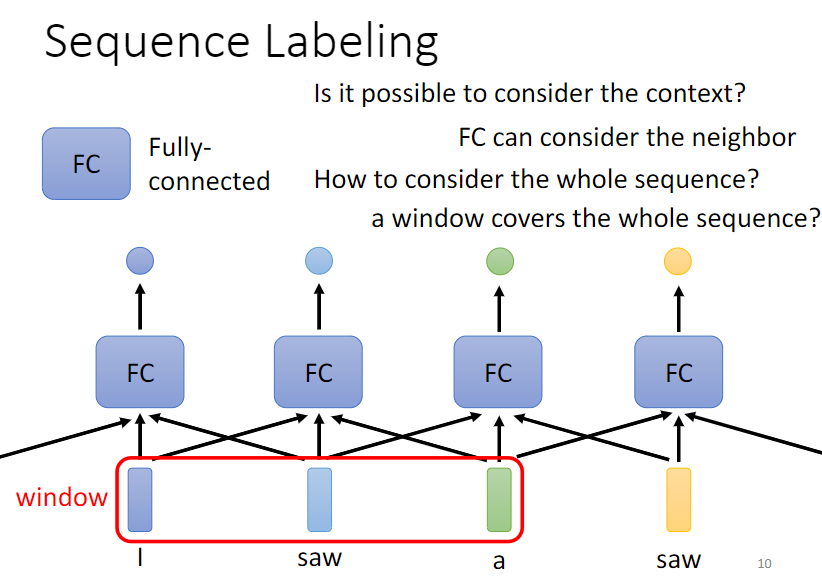 Sequence Labeling
Is it possible to consider the context?
FC can consider the neighbor
FC
Fully-
connected
How to consider the whole sequence?
a window covers the whole sequence?
FC FC FC FC
window
I saw a saw
10